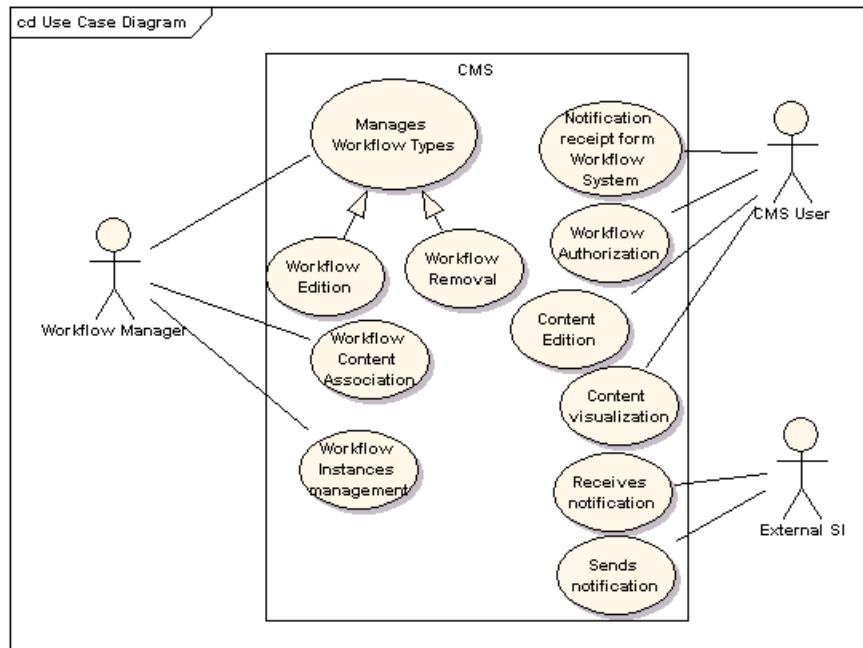 cd Use Case Diagram
CMS
Manages
Workflow Types
Notification
receipt form
Workflow
System
CMS User
Workflow
Authorization
Workflow
Edition
Workflow
Removal
Workflow Manager
Content
Edition
Workflow
Content
Association
Content
visualization
Workflow
Instances
management
Receives
notification
External SI
Sends
notification